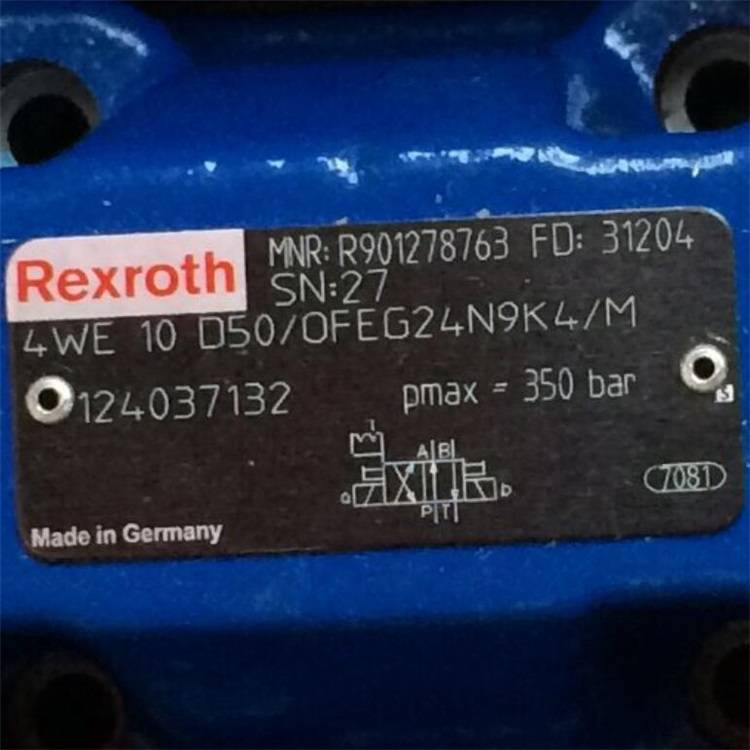 Rexroth
MNR: R901278763 FD: 31204
SN:27
4WE 10 D50/OFEG24N9K4/M
124037132 pmax = 350 bar
A B
a b
P T
7081
Made in Germany